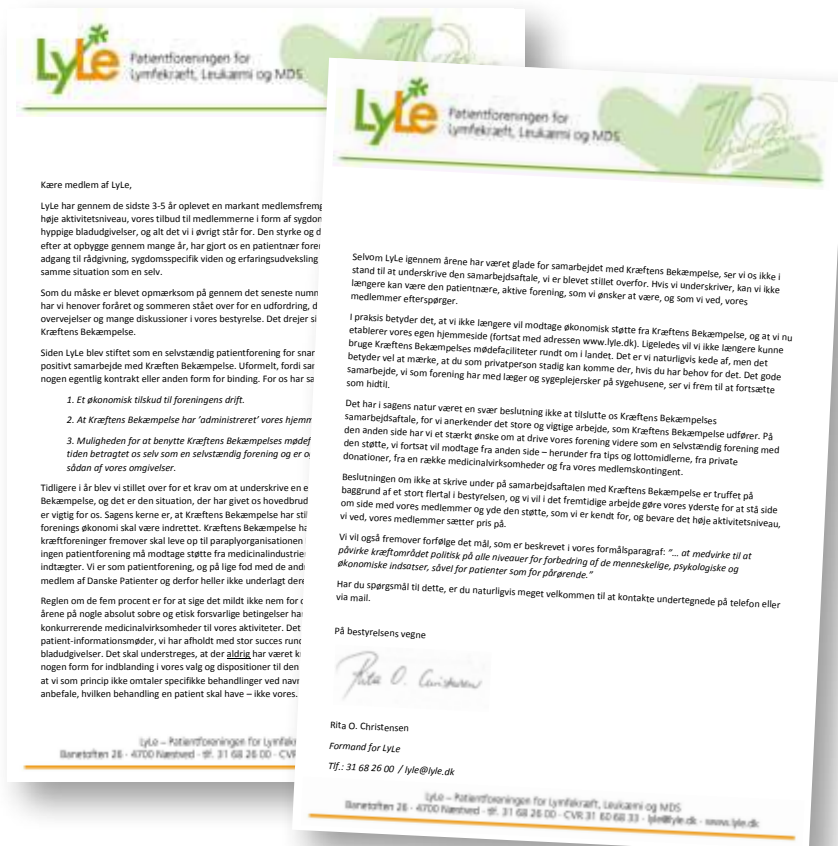 LyLe
Patientforeningen for
Lymfekræft, Leukæmi og MDS
Kære medlem af LyLe,
LyLe har gennem de sidste 3-5 år oplevet en markant medlemsfremg
høje aktivitetsniveau, vores tilbud til medlemmerne i form af sygdom
hyppige bladudgivelser, og alt det vi i øvrigt står for. Den styrke og d
efter at opbygge gennem mange år, har gjort os en patientnær fore
adgang til rådgivning, sygdomsspecifik viden og erfaringsudveksling
samme situation som en selv.
Som du måske er blevet opmærksom på gennem det seneste numm
har vi henover foråret og sommeren stået over for en udfordring, d
overvejelser og mange diskussioner i vores bestyrelse. Det drejer si
Kræftens Bekæmpelse.
Siden LyLe blev stiftet som en selvstændig patientforening for snar
positivt samarbejde med Kræften Bekæmpelse. Uformelt, fordi sam
nogen egentlig kontrakt eller anden form for binding. For os har sa
1. Et økonomisk tilskud til foreningens drift.
2. At Kræftens Bekæmpelse har ’administreret’ vores hjemm
3. Muligheden for at benytte Kræftens Bekæmpelses mødef
tiden betragtet os selv som en selvstændig forening og er o
sådan af vores omgivelser.
Tidligere i år blev vi stillet over for et krav om at underskrive en e
Bekæmpelse, og det er den situation, der har givet os hovedbrud
er vigtig for os. Sagens kerne er, at Kræftens Bekæmpelse har stil
forenings økonomi skal være indrettet. Kræftens Bekæmpelse ha
kræftforeninger fremover skal leve op til paraplyorganisationen
ingen patientforening må modtage støtte fra medicinalindustrie
indtægter. Vi er som patientforening, og på lige fod med de andr
medlem af Danske Patienter og derfor heller ikke underlagt dere
Reglen om de fem procent er for at sige det mildt ikke nem for o
årene på nogle absolut sobre og etisk forsvarlige betingelser ha
konkurrerende medicinalvirksomheder til vores aktiviteter. Det
patient-informationsmøder, vi har afholdt med stor succes rund
bladudgivelser. Det skal understreges, at der aldrig har været k
nogen form for indblanding i vores valg og dispositioner til den
at vi som princip ikke omtaler specifikke behandlinger ved navn
anbefale, hvilken behandling en patient skal have – ikke vores.
LyLe – Patientforeningen for Lymfekr
Banetoften 26 - 4700 Næstved - tlf. 31 68 26 00 - CVR
LyLe
Patientforeningen for
Lymfekræft, Leukæmi og MDS
Selvom LyLe igennem årene har været glade for samarbejdet med Kræftens Bekæmpelse, ser vi os ikke i
stand til at underskrive den samarbejdsaftale, vi er blevet stillet overfor. Hvis vi underskriver, kan vi ikke
længere kan være den patientnære, aktive forening, som vi ønsker at være, og som vi ved, vores
medlemmer efterspørger.
I praksis betyder det, at vi ikke længere vil modtage økonomisk støtte fra Kræftens Bekæmpelse, og at vi nu
etablerer vores egen hjemmeside (fortsat med adressen www.lyle.dk). Ligeledes vil vi ikke længere kunne
bruge Kræftens Bekæmpelses mødefaciliteter rundt om i landet. Det er vi naturligvis kede af, men det
betyder vel at mærke, at du som privatperson stadig kan komme der, hvis du har behov for det. Det gode
samarbejde, vi som forening har med læger og sygeplejersker på sygehusene, ser vi frem til at fortsætte
som hidtil.
Det har i sagens natur været en svær beslutning ikke at tilslutte os Kræftens Bekæmpelses
samarbejdsaftale, for vi anerkender det store og vigtige arbejde, som Kræftens Bekæmpelse udfører. På
den anden side har vi et stærkt ønske om at drive vores forening videre som en selvstændig forening med
den støtte, vi fortsat vil modtage fra anden side – herunder fra tips og lottomidlerne, fra private
donationer, fra en række medicinalvirksomheder og fra vores medlemskontingent.
Beslutningen om ikke at skrive under på samarbejdsaftalen med Kræftens Bekæmpelse er truffet på
baggrund af et stort flertal i bestyrelsen, og vi vil i det fremtidige arbejde gøre vores yderste for at stå side
om side med vores medlemmer og yde den støtte, som vi er kendt for, og bevare det høje aktivitetsniveau,
vi ved, vores medlemmer sætter pris på.
Vi vil også fremover forfølge det mål, som er beskrevet i vores formålsparagraf: ”... at medvirke til at
påvirke kræftområdet politisk på alle niveauer for forbedring af de menneskelige, psykologiske og
økonomiske indsatser, såvel for patienter som for pårørende.”
Har du spørgsmål til dette, er du naturligvis meget velkommen til at kontakte undertegnede på telefon eller
via mail.
På bestyrelsens vegne
Rita O. Christensen
Rita O. Christensen
Formand for LyLe
Tlf.: 31 68 26 00 / lyle@lyle.dk
LyLe – Patientforeningen for Lymfekræft, Leukæmi og MDS
Banetoften 26 - 4700 Næstved - tlf. 31 68 26 00 - CVR 31 60 68 33 - lyle@lyle.dk - www.lyle.dk